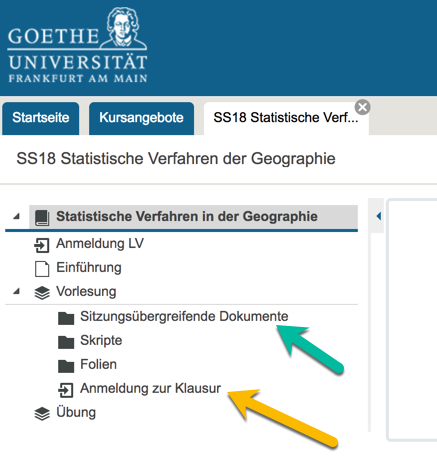 GOETHE
UNIVERSITÄT
FRANKFURT AM MAIN
Startseite
Kursangebote
SS18 Statistische Verf...
SS18 Statistische Verfahren der Geographie
Statistische Verfahren in der Geographie
Anmeldung LV
Einführung
Vorlesung
Sitzungsübergreifende Dokumente
Skripte
Folien
Anmeldung zur Klausur
Übung